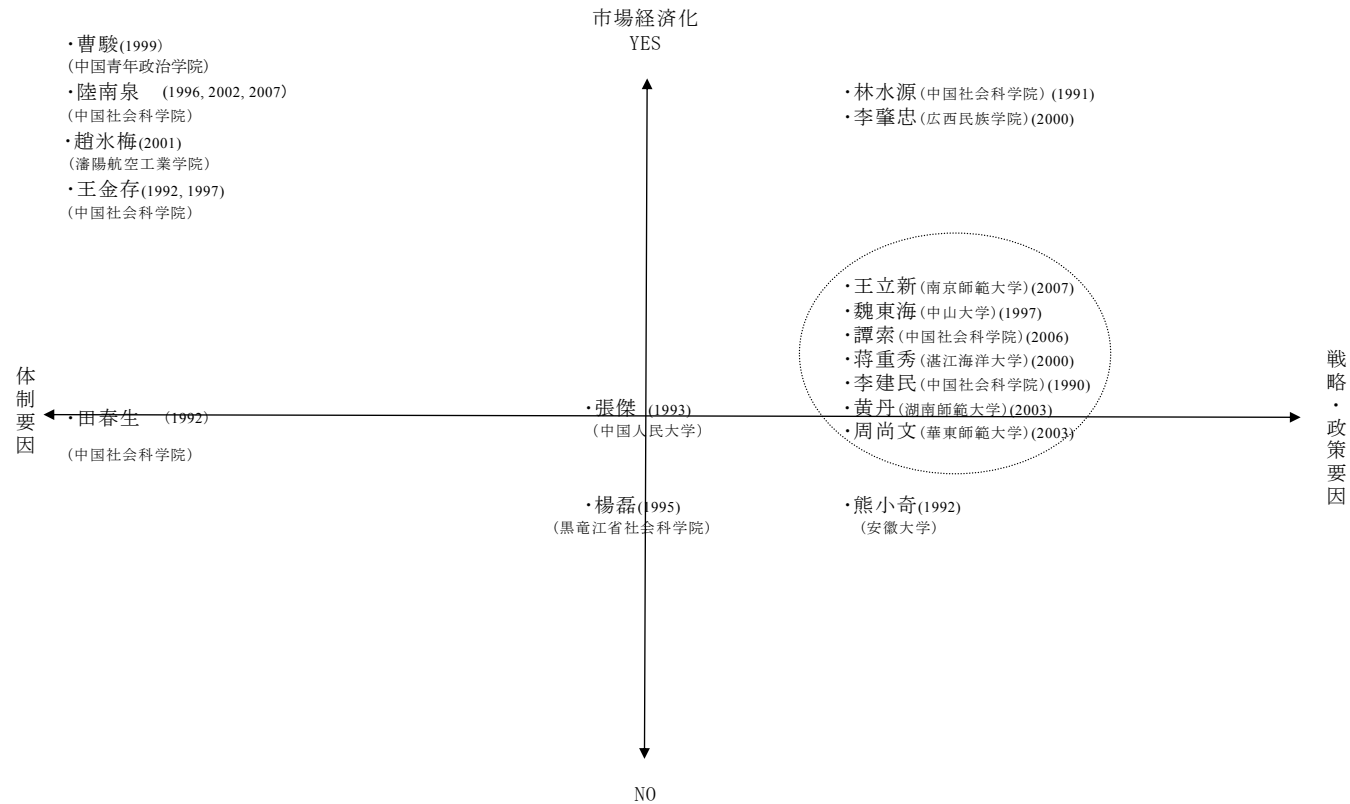 市場経済化
YES
・曹駿(1999)
(中国青年政治学院)
・陸南泉 (1996, 2002, 2007)
(中国社会科学院)
・趙氷梅(2001)
(瀋陽航空工業学院)
・王金存(1992, 1997)
(中国社会科学院)
・林水源(中国社会科学院) (1991)
・李肇忠(広西民族学院)(2000)
・王立新(南京師範大学)(2007)
・魏東海(中山大学)(1997)
・譚索(中国社会科学院)(2006)
・蒋重秀(湛江海洋大学)(2000)
・李建民(中国社会科学院)(1990)
・黄丹(湖南師範大学)(2003)
・周尚文(華東師範大学)(2003)
体制要因
・田春生 (1992)
(中国社会科学院)
・張傑 (1993)
(中国人民大学)
戦略・政策要因
・楊磊(1995)
(黒竜江省社会科学院)
・熊小奇(1992)
(安徽大学)
NO